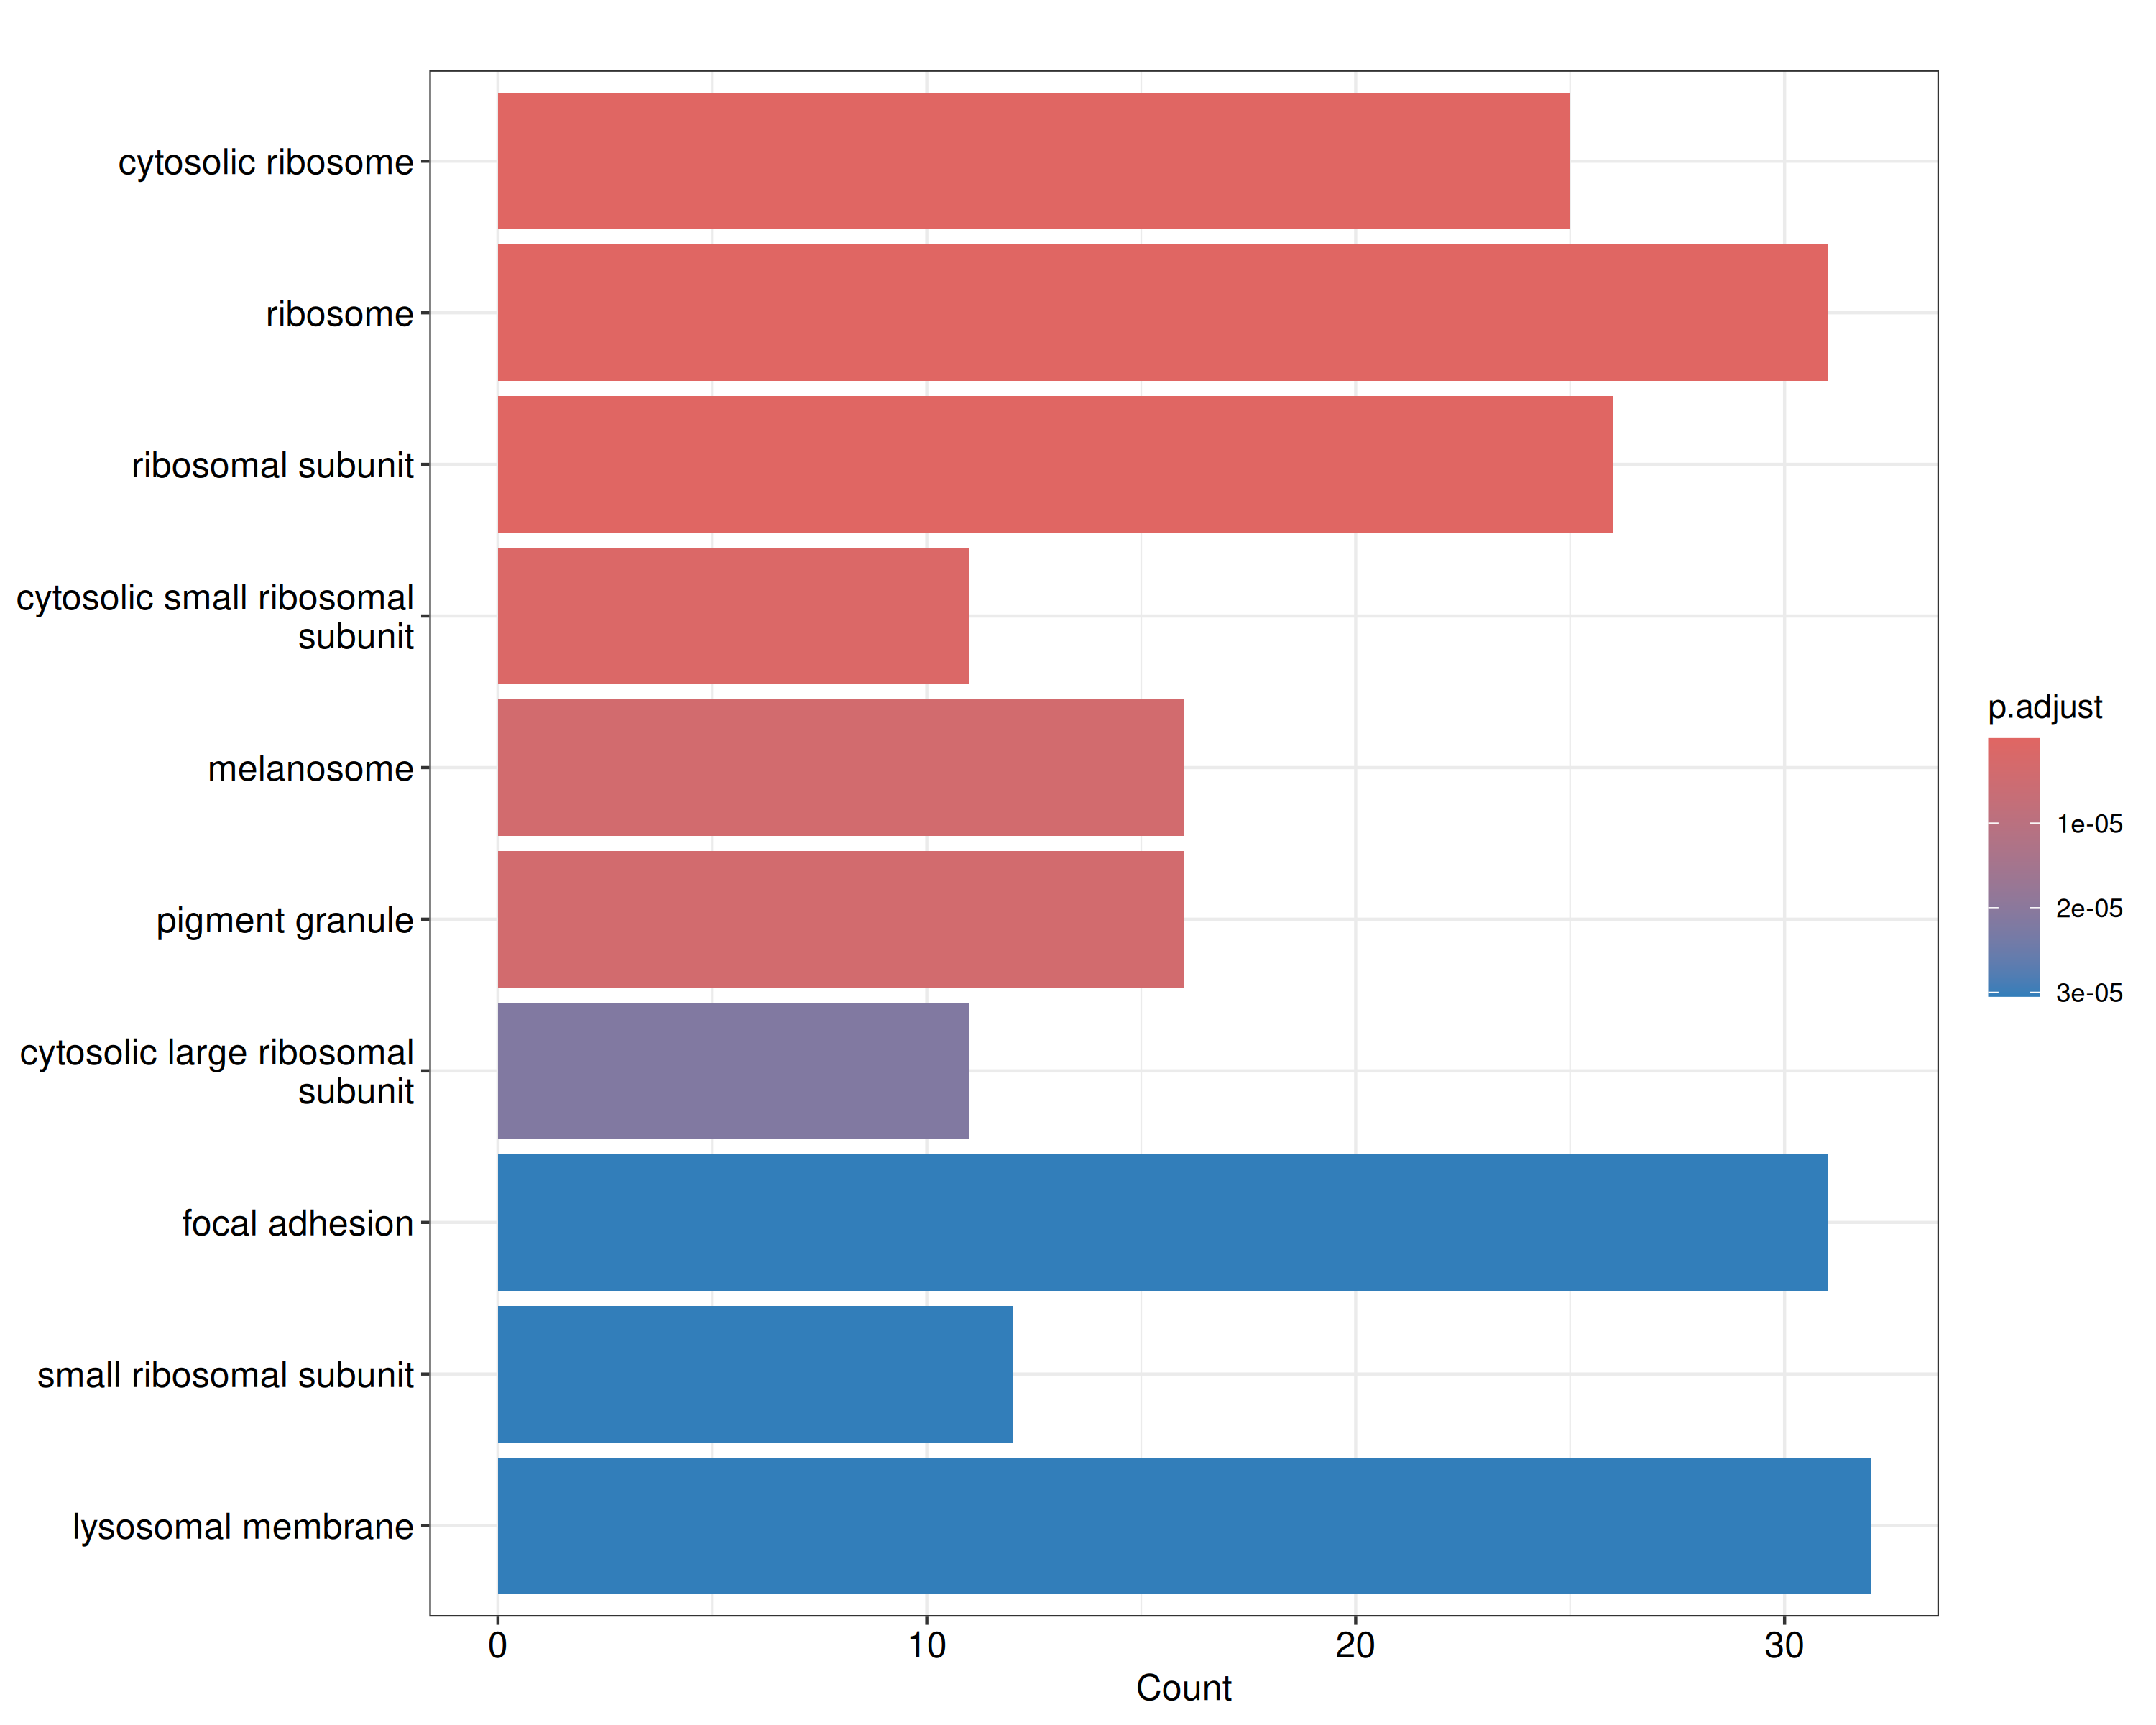 cytosolic ribosome
ribosome
ribosomal subunit
cytosolic small ribosomal
subunit
melanosome
pigment granule
cytosolic large ribosomal
subunit
focal adhesion
small ribosomal subunit
lysosomal membrane
0 10 20 30
Count
p.adjust
1e-05
2e-05
3e-05